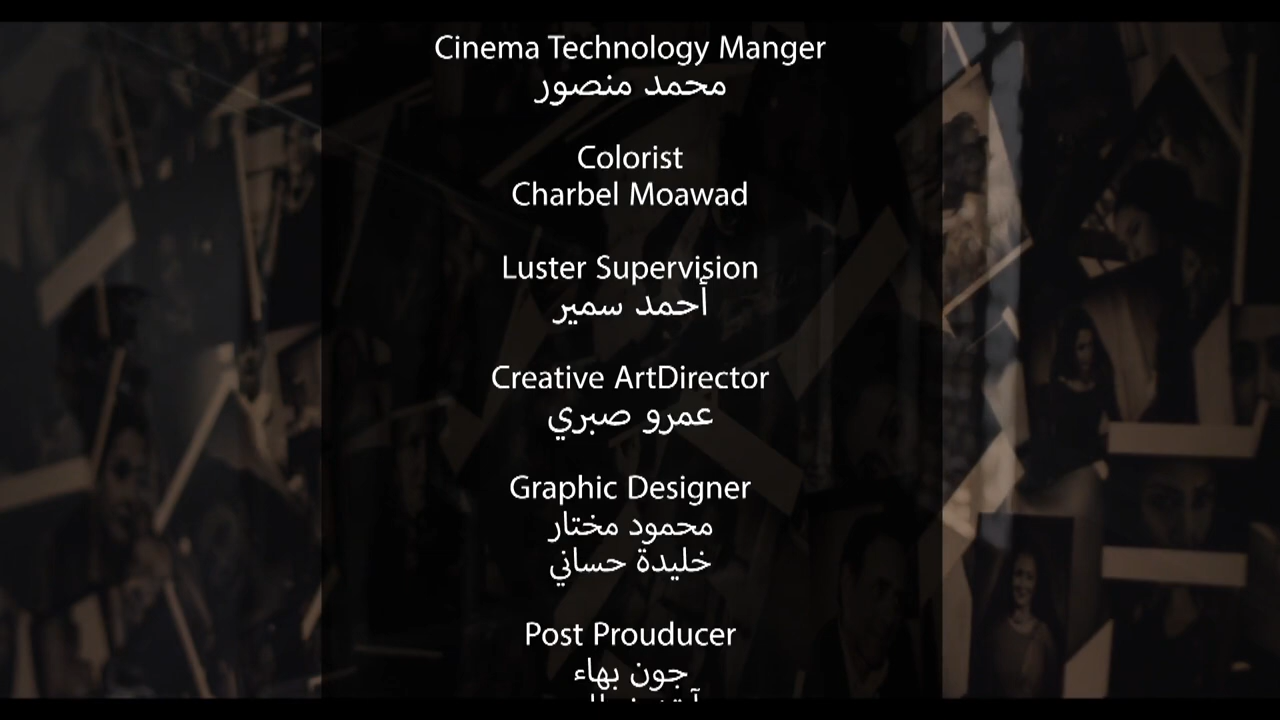 Cinema Technology Manger
محمد منصور
Colorist
Charbel Moawad
Luster Supervision
أحمد سمير
Creative ArtDirector
عمرو صبري
Graphic Designer
محمود مختار
خليدة حساني
Post Prouducer
جون بهاء